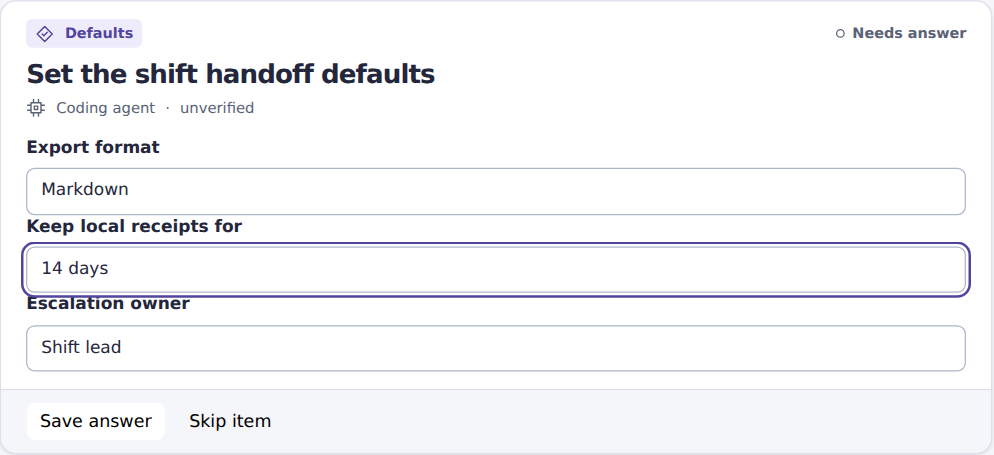 Defaults
Needs answer
Set the shift handoff defaults
Coding agent · unverified
Export format
Markdown
Keep local receipts for
14 days
Escalation owner
Shift lead
Save answer
Skip item